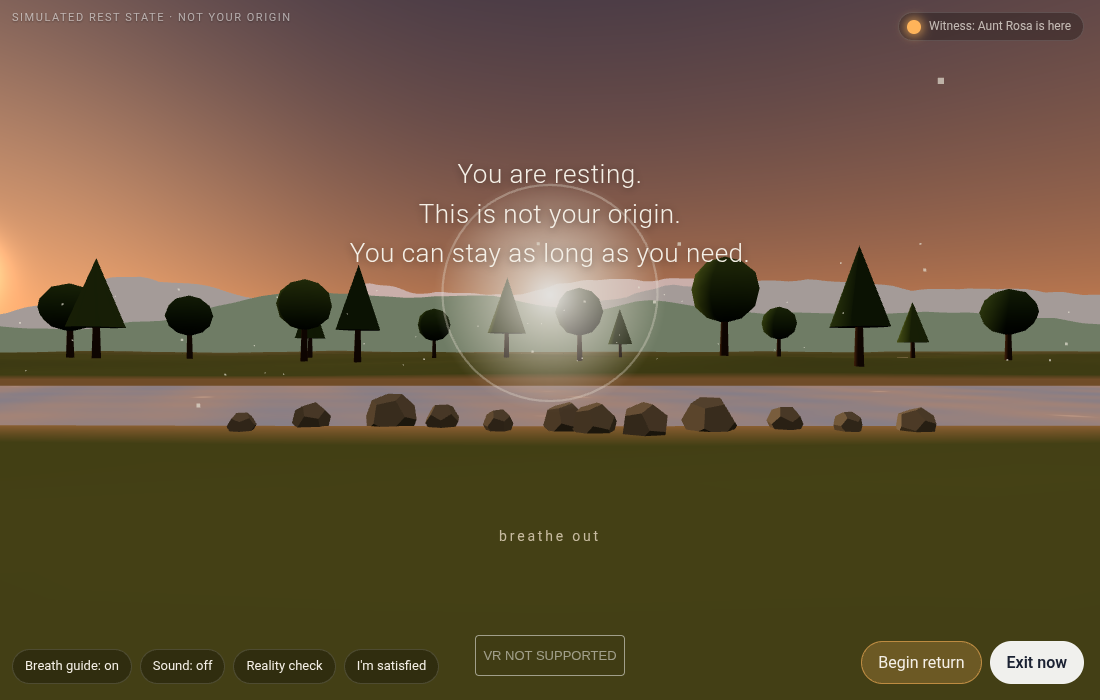 SIMULATED REST STATE · NOT YOUR ORIGIN
Witness: Aunt Rosa is here
You are resting.
This is not your origin.
You can stay as long as you need.
breathe out
Breath guide: on
Sound: off
Reality check
I'm satisfied
VR NOT SUPPORTED
Begin return
Exit now